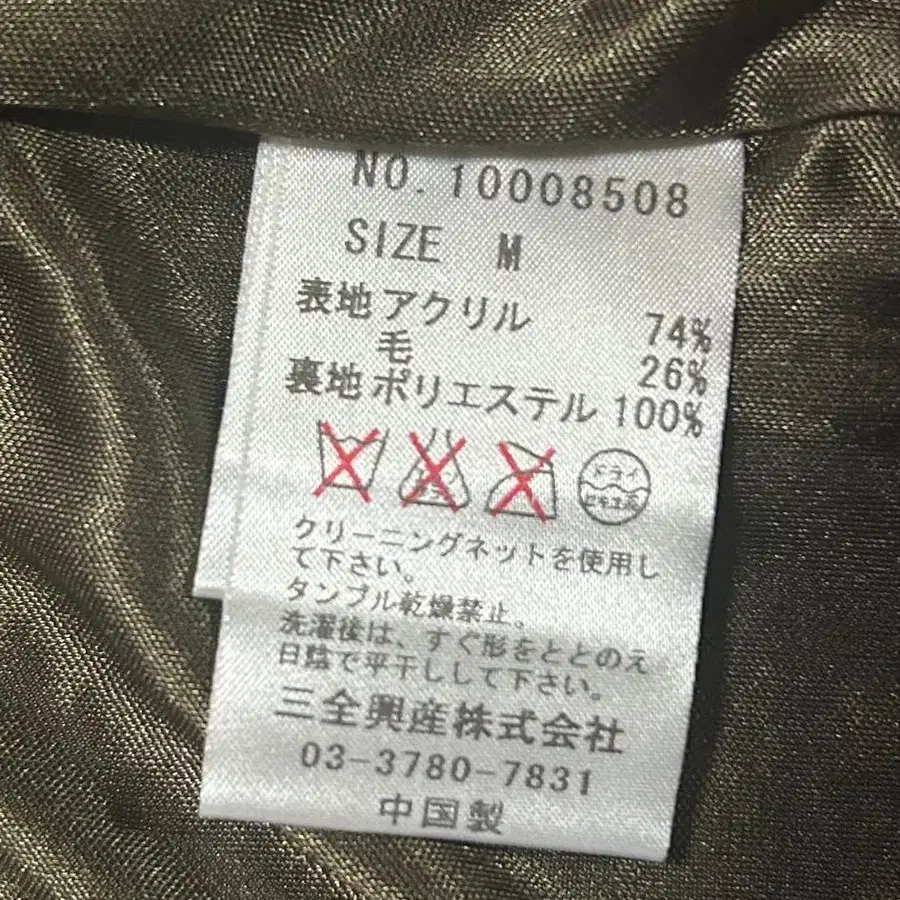 NO. 10008508
SIZE M
表地 アクリル 74%
毛 26%
裏地 ポリエステル 100%
ドライ
セキユ系
クリーニングネットを使用し
て下さい。
タンブル乾燥禁止。
洗濯後は、すぐ形をととのえ
日陰で平干しして下さい。
三全興産株式会社
03-3780-7831
中国製